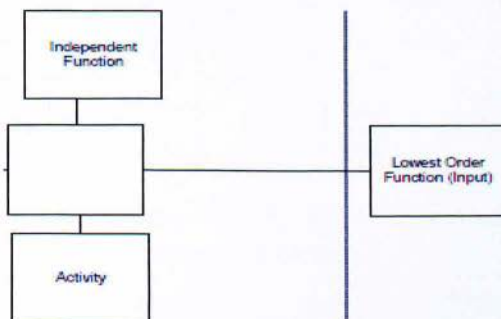 Independent
Function
Lowest Order
Function (Input)
Activity